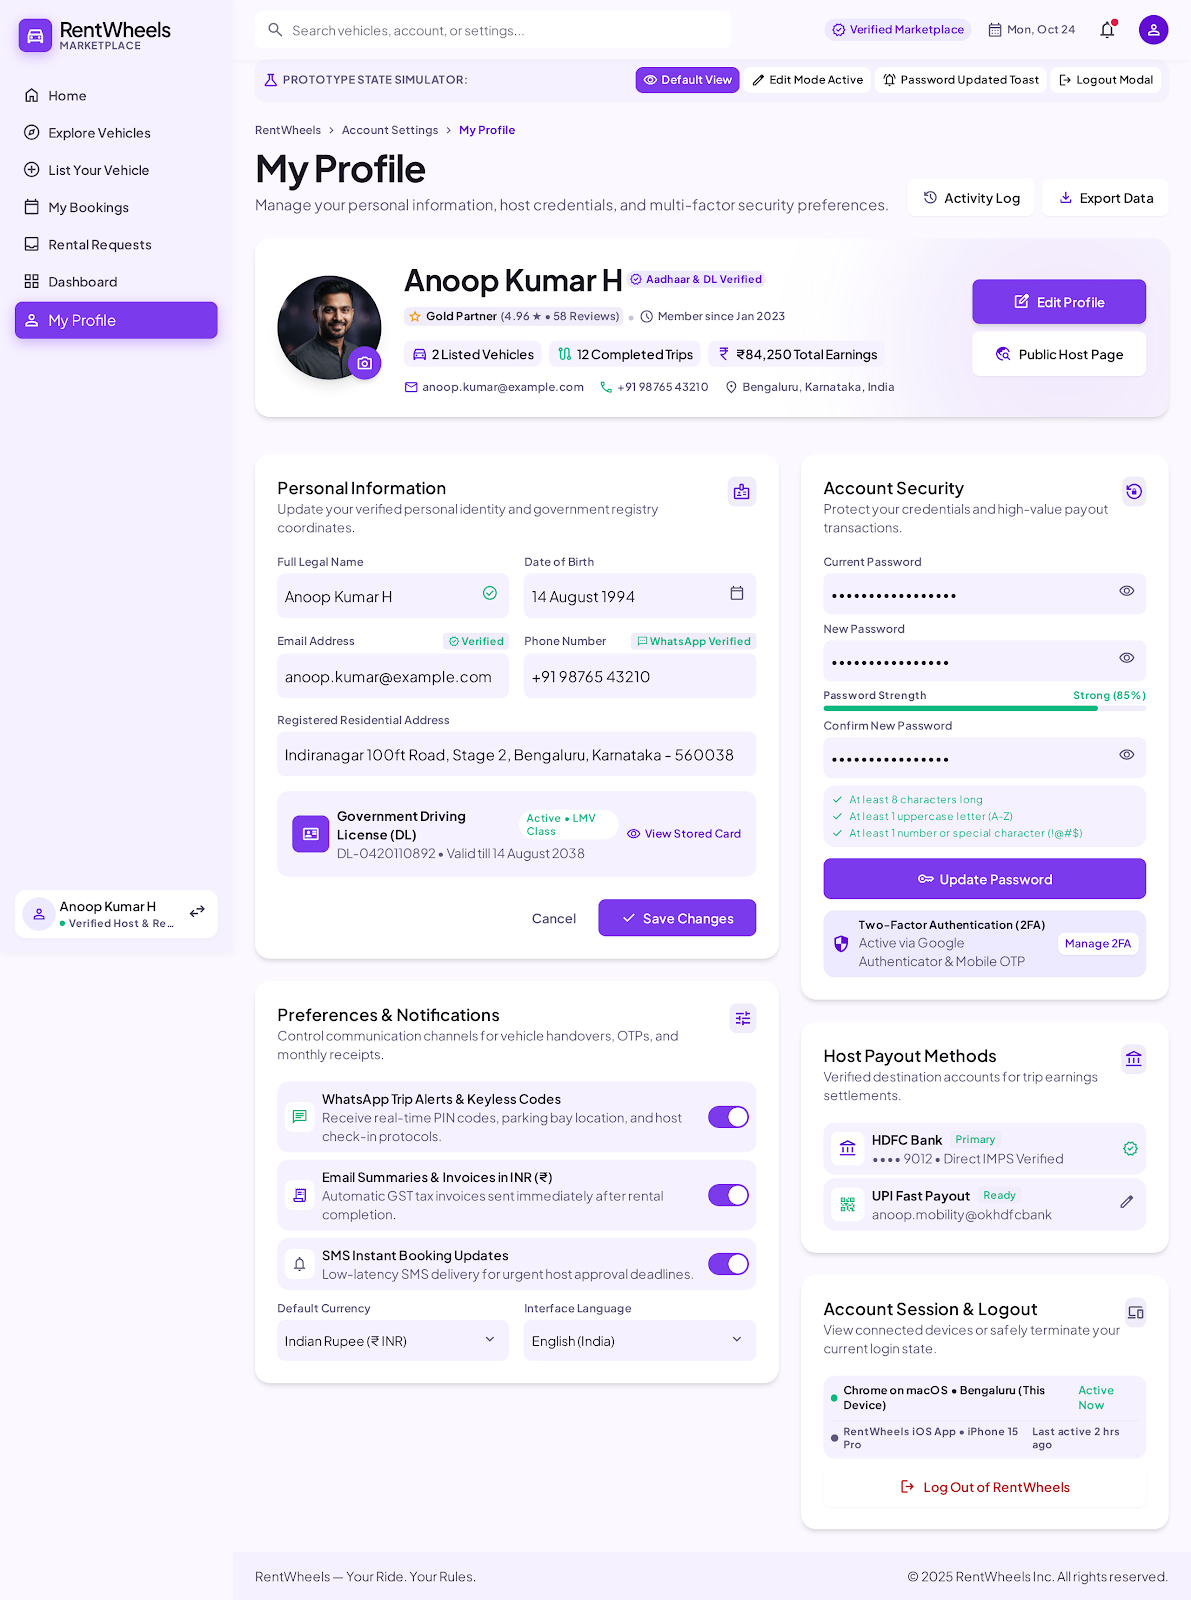 RentWheels
MARKETPLACE
Home
Explore Vehicles
List Your Vehicle
My Bookings
Rental Requests
Dashboard
My Profile
Anoop Kumar H
Verified Host & Re...
Search vehicles, account, or settings...
Verified Marketplace
Mon, Oct 24
PROTOTYPE STATE SIMULATOR:
Default View
Edit Mode Active
Password Updated Toast
Logout Modal
RentWheels > Account Settings > My Profile
My Profile
Manage your personal information, host credentials, and multi-factor security preferences.
Activity Log
Export Data
Anoop Kumar H
Aadhaar & DL Verified
Gold Partner (4.96 ★ • 58 Reviews)
Member since Jan 2023
2 Listed Vehicles
12 Completed Trips
₹84,250 Total Earnings
anoop.kumar@example.com
+91 98765 43210
Bengaluru, Karnataka, India
Edit Profile
Public Host Page
Personal Information
Update your verified personal identity and government registry
coordinates.
Full Legal Name
Anoop Kumar H
Date of Birth
14 August 1994
Email Address
Verified
anoop.kumar@example.com
Phone Number
WhatsApp Verified
+91 98765 43210
Registered Residential Address
Indiranagar 100ft Road, Stage 2, Bengaluru, Karnataka - 560038
Government Driving
License (DL)
Active • LMV
Class
DL-0420110892 • Valid till 14 August 2038
View Stored Card
Cancel
Save Changes
Preferences & Notifications
Control communication channels for vehicle handovers, OTPs, and
monthly receipts.
WhatsApp Trip Alerts & Keyless Codes
Receive real-time PIN codes, parking bay location, and host
check-in protocols.
Email Summaries & Invoices in INR (₹)
Automatic GST tax invoices sent immediately after rental
completion.
SMS Instant Booking Updates
Low-latency SMS delivery for urgent host approval deadlines.
Default Currency
Indian Rupee (₹ INR)
Interface Language
English (India)
Account Security
Protect your credentials and high-value payout
transactions.
Current Password
•••••••••••••••••
New Password
••••••••••••••••
Password Strength
Strong (85%)
Confirm New Password
••••••••••••••••
At least 8 characters long
At least 1 uppercase letter (A-Z)
At least 1 number or special character (!@#$)
Update Password
Two-Factor Authentication (2FA)
Active via Google
Authenticator & Mobile OTP
Manage 2FA
Host Payout Methods
Verified destination accounts for trip earnings
settlements.
HDFC Bank
Primary
•••• 9012 • Direct IMPS Verified
UPI Fast Payout
Ready
anoop.mobility@okhdfcbank
Account Session & Logout
View connected devices or safely terminate your
current login state.
Chrome on macOS • Bengaluru (This
Device)
Active
Now
RentWheels iOS App • iPhone 15
Pro
Last active 2 hrs
ago
Log Out of RentWheels
RentWheels — Your Ride. Your Rules.
© 2025 RentWheels Inc. All rights reserved.